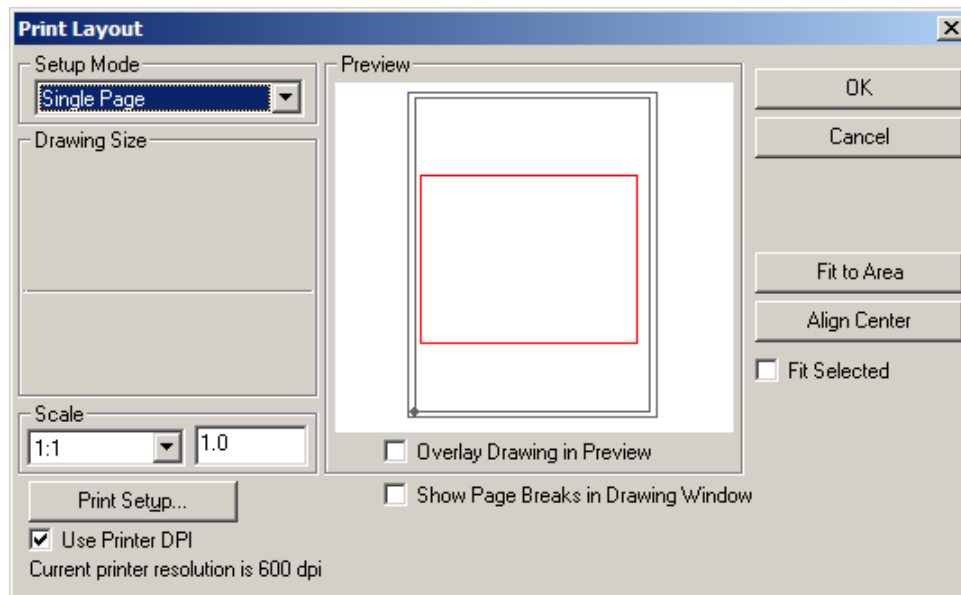 Print Layout
Setup Mode
Single Page
Drawing Size
Scale
1:1
1.0
Print Setup...
Use Printer DPI
Current printer resolution is 600 dpi
Preview
Overlay Drawing in Preview
Show Page Breaks in Drawing Window
OK
Cancel
Fit to Area
Align Center
Fit Selected